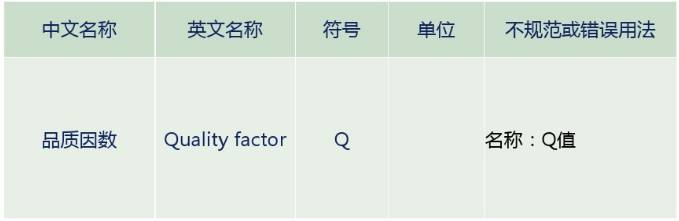 中文名称 英文名称 符号 单位 不规范或错误用法
品质因数 Quality factor Q 名称：Q值